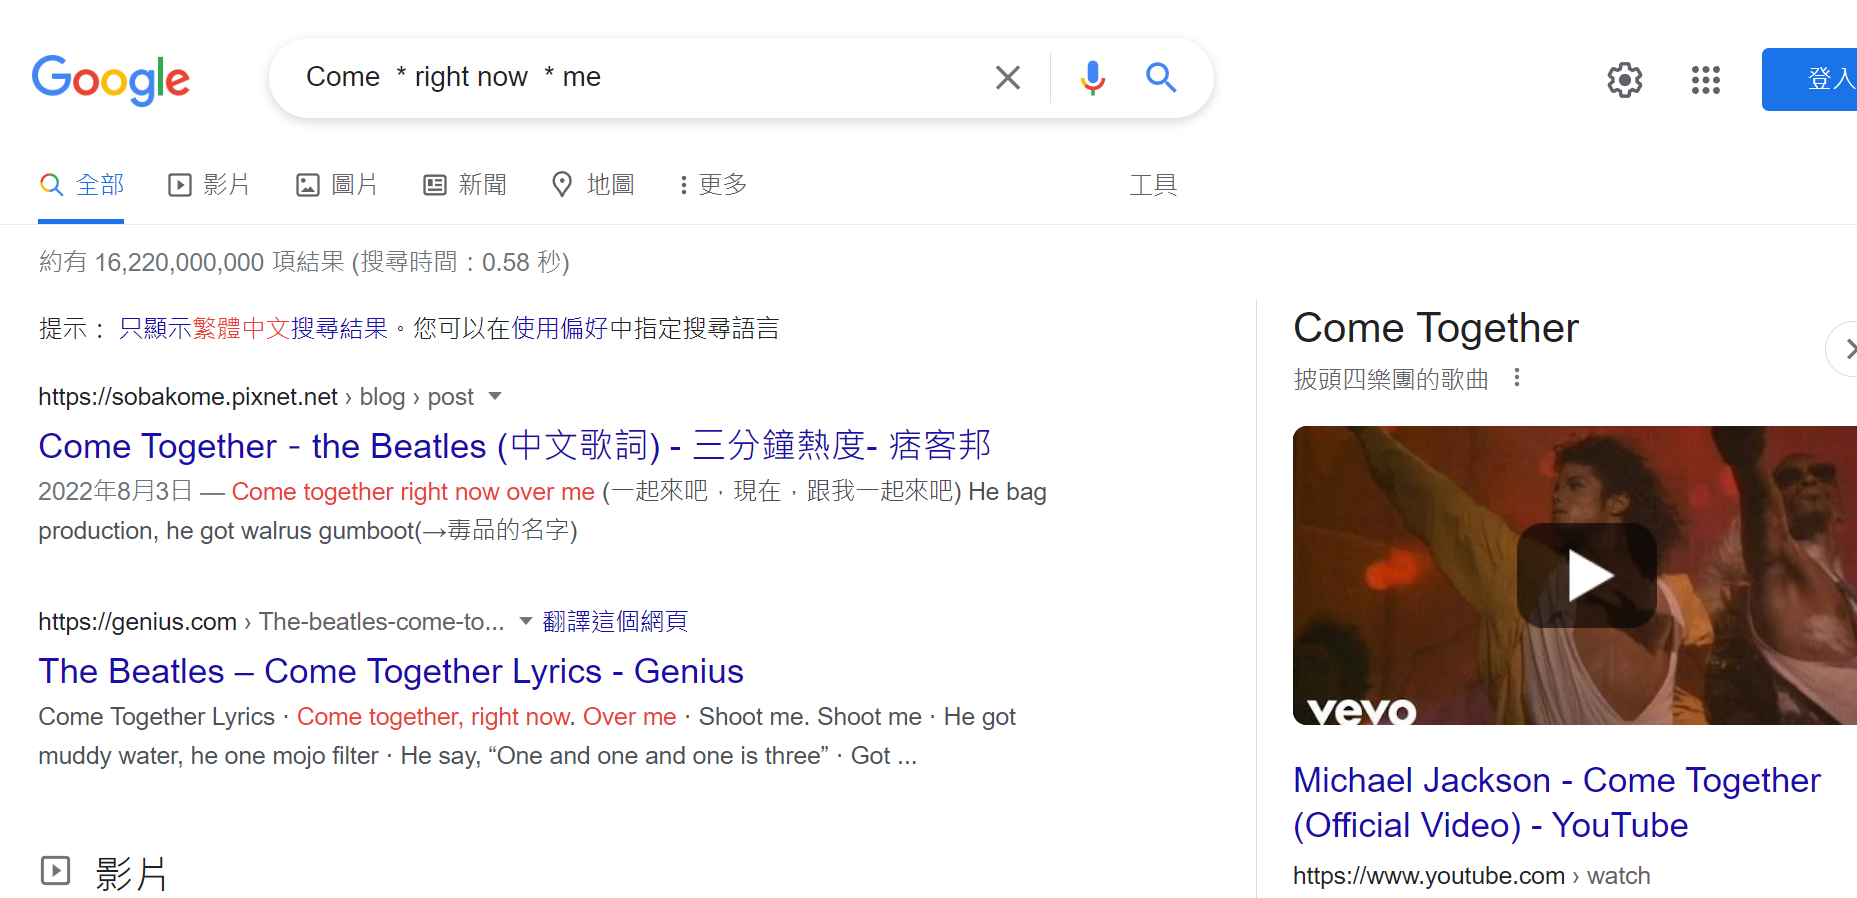 Google
Come * right now * me
登入
全部 影片 圖片 新聞 地圖 更多 工具
約有 16,220,000,000 項結果 (搜尋時間：0.58 秒)
提示： 只顯示繁體中文搜尋結果。您可以在使用偏好中指定搜尋語言
https://sobakome.pixnet.net › blog › post
Come Together - the Beatles (中文歌詞) - 三分鐘熱度- 痞客邦
2022年8月3日 — Come together right now over me (一起來吧，現在，跟我一起來吧) He bag
production, he got walrus gumboot(→毒品的名字)
https://genius.com › The-beatles-come-to... 翻譯這個網頁
The Beatles – Come Together Lyrics - Genius
Come Together Lyrics · Come together, right now. Over me · Shoot me. Shoot me · He got
muddy water, he one mojo filter · He say, “One and one and one is three” · Got ...
影片
Come Together
披頭四樂團的歌曲
vevo
Michael Jackson - Come Together
(Official Video) - YouTube
https://www.youtube.com › watch